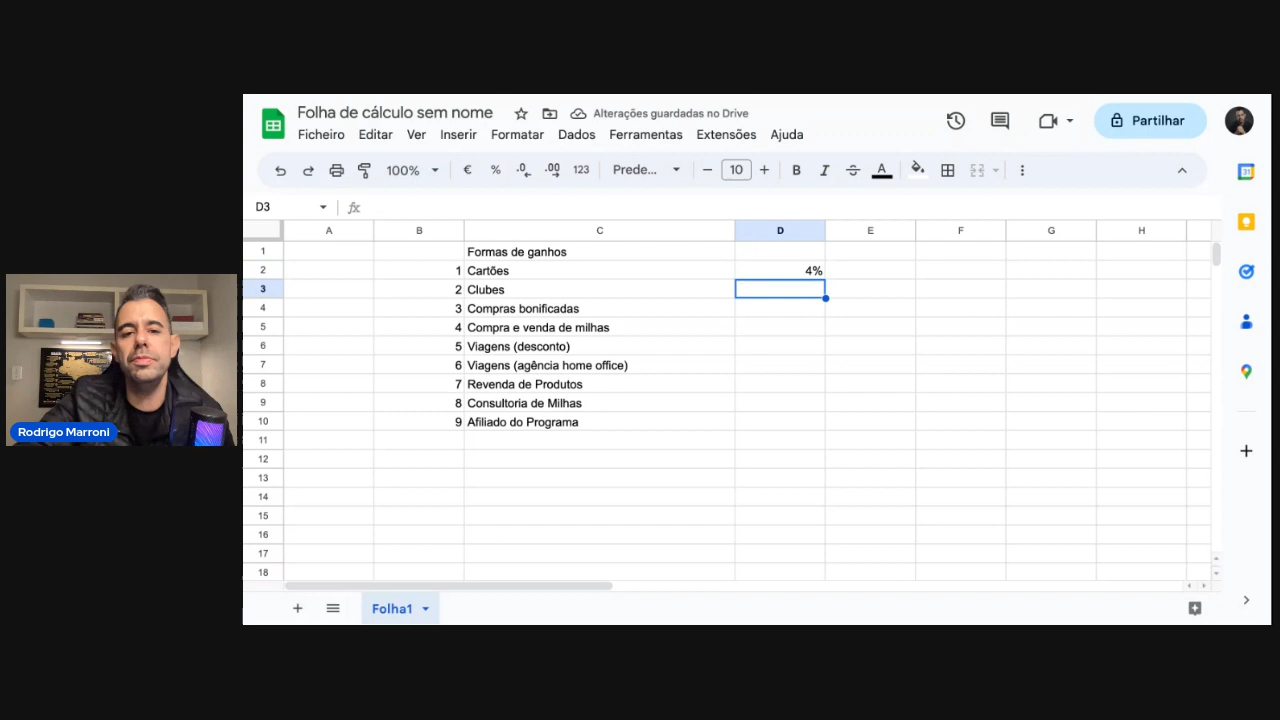 Folha de cálculo sem nome
Alterações guardadas no Drive
Partilhar
Ficheiro Editar Ver Inserir Formatar Dados Ferramentas Extensões Ajuda
100% € % .0 .00 123 Prede... 10 B I A
D3 fx
A B C D E F G H
1 Formas de ganhos
2 1 Cartões 4%
3 2 Clubes
4 3 Compras bonificadas
5 4 Compra e venda de milhas
6 5 Viagens (desconto)
7 6 Viagens (agência home office)
8 7 Revenda de Produtos
9 8 Consultoria de Milhas
10 9 Afiliado do Programa
11
12
13
14
15
16
17
18
Folha1
Rodrigo Marroni
31